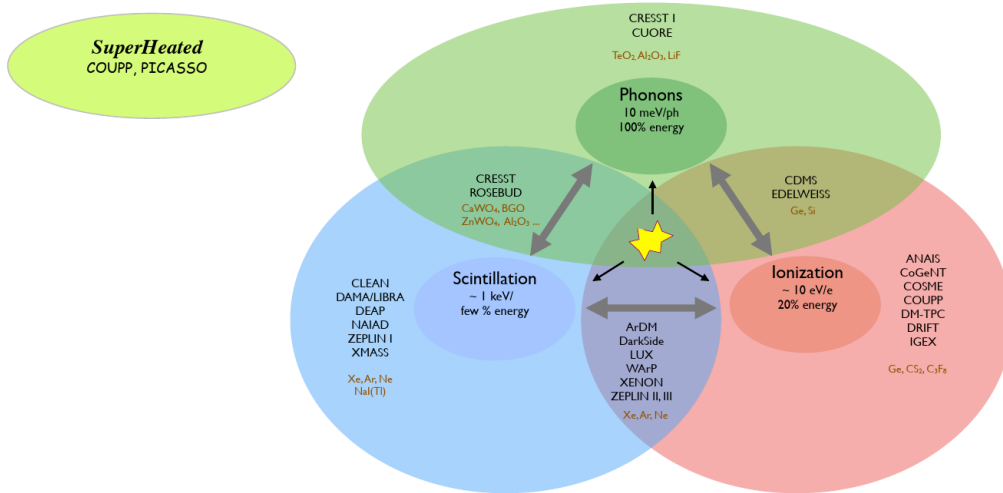 SuperHeated
COUPP, PICASSO
CRESST I
CUORE
TeO₂, Al₂O₃, LiF
Phonons
10 meV/ph
100% energy
CRESST
ROSEBUD
CaWO₄, BGO
ZnWO₄, Al₂O₃ ...
CDMS
EDELWEISS
Ge, Si
Scintillation
~ 1 keV/
few % energy
Ionization
~ 10 eV/e
20% energy
CLEAN
DAMA/LIBRA
DEAP
NAIAD
ZEPLIN I
XMASS
Xe, Ar, Ne
NaI(Tl)
ArDM
DarkSide
LUX
WArP
XENON
ZEPLIN II, III
Xe, Ar, Ne
ANAIS
CoGeNT
COSME
COUPP
DM-TPC
DRIFT
IGEX
Ge, CS₂, C₃F₈